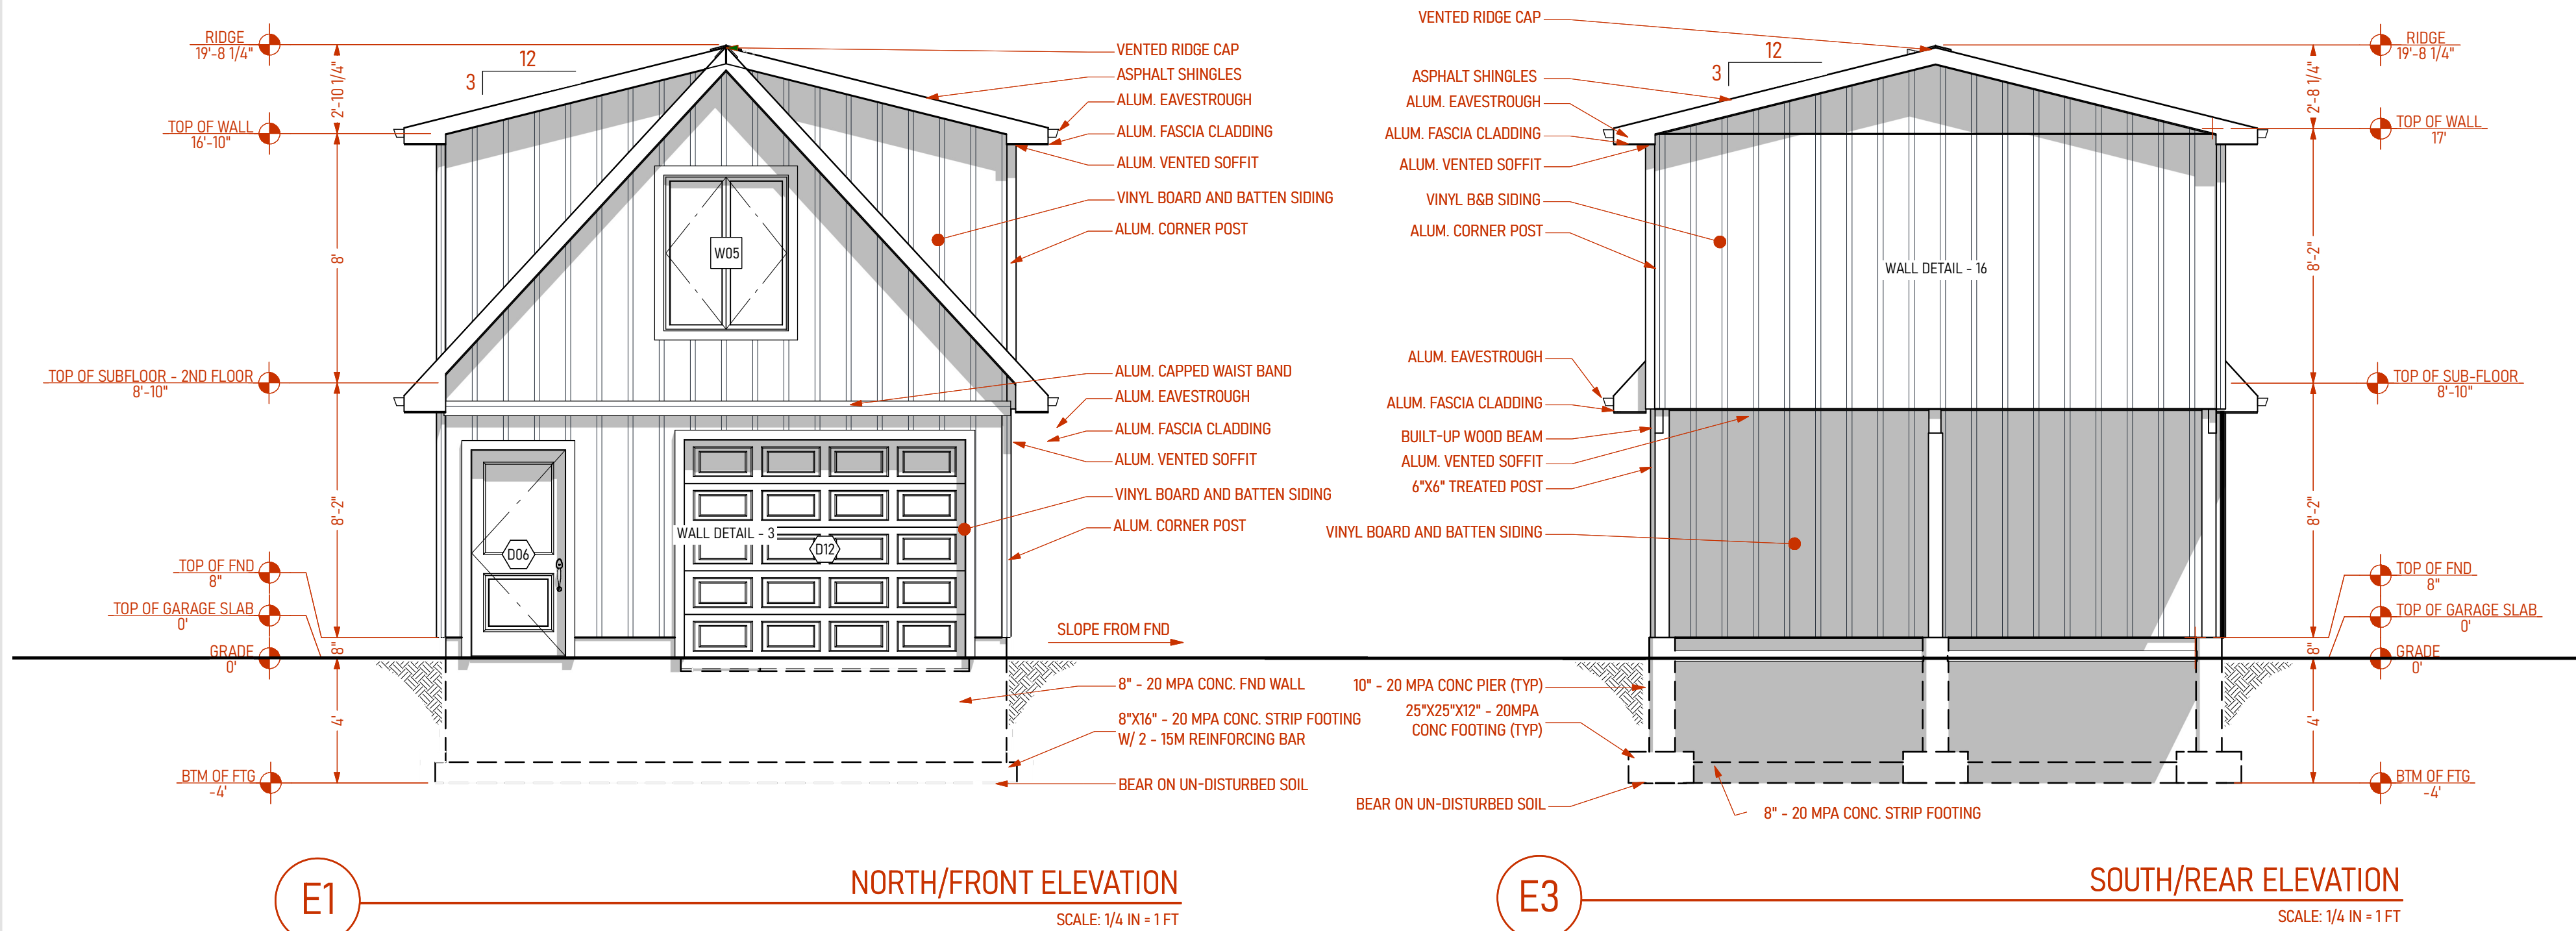 RIDGE
19'-8 1/4"
TOP OF WALL
16'-10"
TOP OF SUBFLOOR - 2ND FLOOR
8'-10"
TOP OF FND
8"
TOP OF GARAGE SLAB
0'
GRADE
0'
BTM OF FTG
-4'
2'-10 1/4"
8'
8'-2"
8"
4'
12
3
W05
D06
WALL DETAIL - 3
D12
VENTED RIDGE CAP
ASPHALT SHINGLES
ALUM. EAVESTROUGH
ALUM. FASCIA CLADDING
ALUM. VENTED SOFFIT
VINYL BOARD AND BATTEN SIDING
ALUM. CORNER POST
ALUM. CAPPED WAIST BAND
ALUM. EAVESTROUGH
ALUM. FASCIA CLADDING
ALUM. VENTED SOFFIT
VINYL BOARD AND BATTEN SIDING
ALUM. CORNER POST
SLOPE FROM FND
8" - 20 MPA CONC. FND WALL
8"X16" - 20 MPA CONC. STRIP FOOTING
W/ 2 - 15M REINFORCING BAR
BEAR ON UN-DISTURBED SOIL
E1
NORTH/FRONT ELEVATION
SCALE: 1/4 IN = 1 FT
VENTED RIDGE CAP
ASPHALT SHINGLES
ALUM. EAVESTROUGH
ALUM. FASCIA CLADDING
ALUM. VENTED SOFFIT
VINYL B&B SIDING
ALUM. CORNER POST
ALUM. EAVESTROUGH
ALUM. FASCIA CLADDING
BUILT-UP WOOD BEAM
ALUM. VENTED SOFFIT
6"X6" TREATED POST
VINYL BOARD AND BATTEN SIDING
10" - 20 MPA CONC PIER (TYP)
25"X25"X12" - 20MPA
CONC FOOTING (TYP)
BEAR ON UN-DISTURBED SOIL
8" - 20 MPA CONC. STRIP FOOTING
12
3
WALL DETAIL - 16
2'-8 1/4"
8'-2"
8'-2"
8"
4'
RIDGE
19'-8 1/4"
TOP OF WALL
17'
TOP OF SUB-FLOOR
8'-10"
TOP OF FND
8"
TOP OF GARAGE SLAB
0'
GRADE
0'
BTM OF FTG
-4'
E3
SOUTH/REAR ELEVATION
SCALE: 1/4 IN = 1 FT